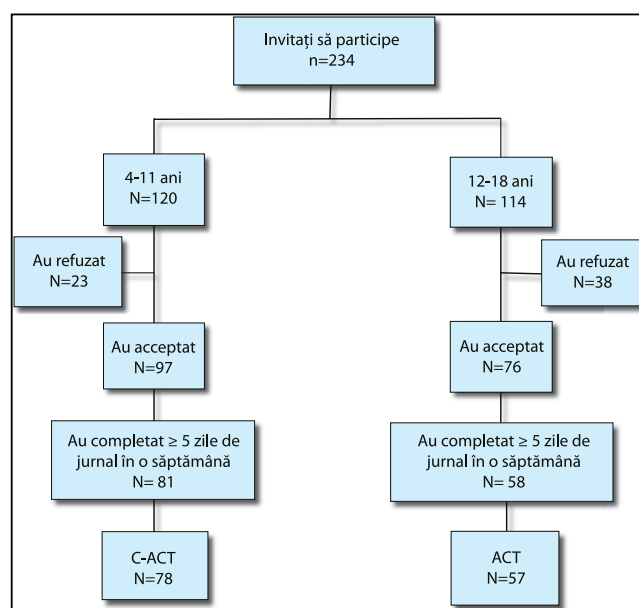 Invitați să participe
n=234
4-11 ani
N=120
12-18 ani
N= 114
Au refuzat
N=23
Au refuzat
N=38
Au acceptat
N=97
Au acceptat
N=76
Au completat ≥ 5 zile de
jurnal în o săptămână
N= 81
Au completat ≥ 5 zile de
jurnal în o săptămână
N= 58
C-ACT
N=78
ACT
N=57